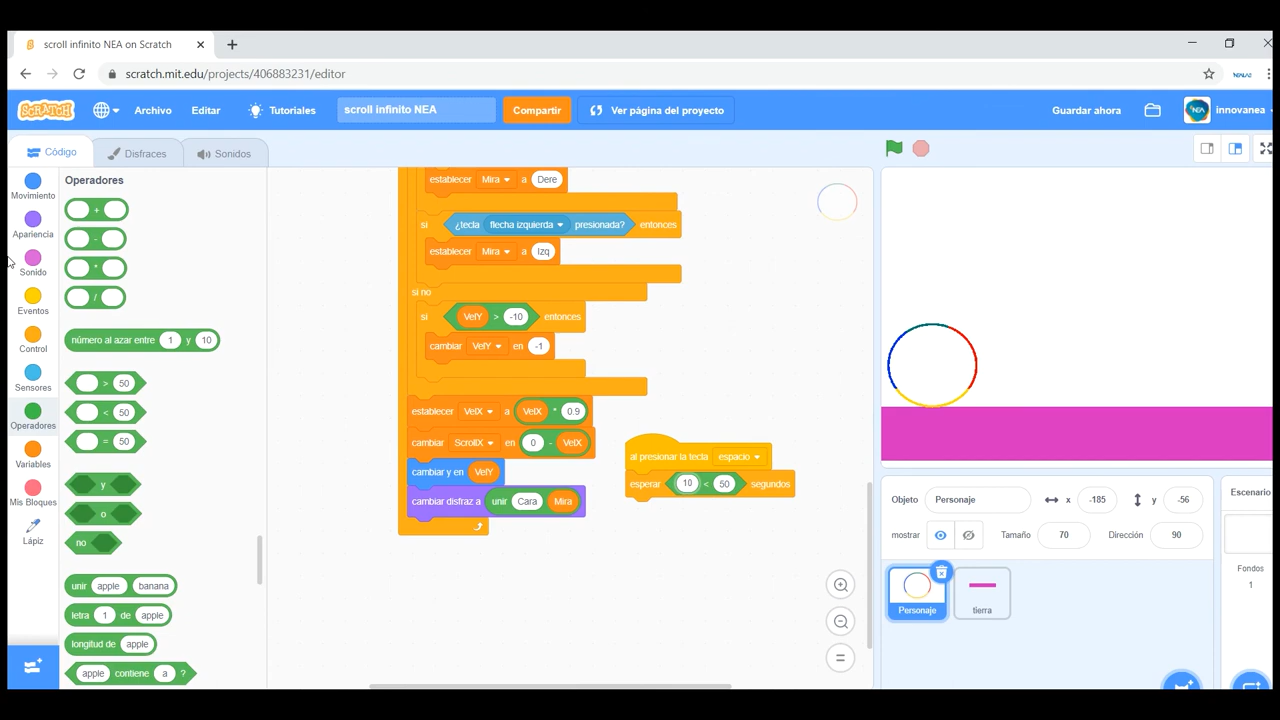 scroll infinito NEA on Scratch
scratch.mit.edu/projects/406883231/editor
SCRATCH
Archivo
Editar
Tutoriales
scroll infinito NEA
Compartir
Ver página del proyecto
Guardar ahora
innovanea
Código
Disfraces
Sonidos
Movimiento
Apariencia
Sonido
Eventos
Control
Sensores
Operadores
Variables
Mis Bloques
Lápiz
Operadores
+
-
*
/
número al azar entre 1 y 10
> 50
< 50
= 50
y
o
no
unir apple banana
letra 1 de apple
longitud de apple
apple contiene a ?
establecer Mira a Dere
si ¿tecla flecha izquierda presionada? entonces
establecer Mira a Izq
si no
si VelY > -10 entonces
cambiar VelY en -1
establecer VelX a VelX * 0.9
cambiar ScrollX en 0 - VelX
cambiar y en VelY
cambiar disfraz a unir Cara Mira
al presionar la tecla espacio
esperar 10 < 50 segundos
Objeto Personaje x -185 y -56
mostrar Tamaño 70 Dirección 90
Personaje
tierra
Escenario
Fondos
1